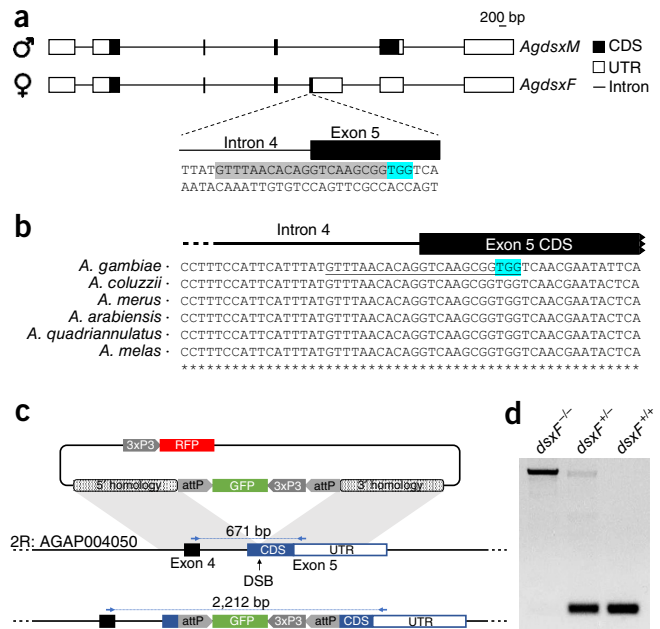 a
200 bp
♂
AgdsxM
CDS
UTR
♀
AgdsxF
Intron
Intron 4
Exon 5
TTATGTTTAACACAGGTCAAGCGGTGGTCA
AATACAAATTGTGTCCAGTTCGCCACCAGT
b
Intron 4
Exon 5 CDS
A. gambiae · CCTTTCCATTCATTTATGTTTAACACAGGTCAAGCGGTGGTCAACGAATATTCA
A. coluzzii · CCTTTCCATTCATTTATGTTTAACACAGGTCAAGCGGTGGTCAACGAATACTCA
A. merus · CCTTTCCATTCATTTATGTTTAACACAGGTCAAGCGGTGGTCAACGAATACTCA
A. arabiensis · CCTTTCCATTCATTTATGTTTAACACAGGTCAAGCGGTGGTCAACGAATACTCA
A. quadriannulatus · CCTTTCCATTCATTTATGTTTAACACAGGTCAAGCGGTGGTCAACGAATACTCA
A. melas · CCTTTCCATTCATTTATGTTTAACACAGGTCAAGCGGTGGTCAACGAATACTCA
******************************************************
c
3xP3 RFP
5' homology attP GFP 3xP3 attP 3' homology
671 bp
2R: AGAP004050
CDS UTR
Exon 4
Exon 5
DSB
2,212 bp
attP GFP 3xP3 attP CDS UTR
d
dsxF–/–
dsxF+/–
dsxF+/+